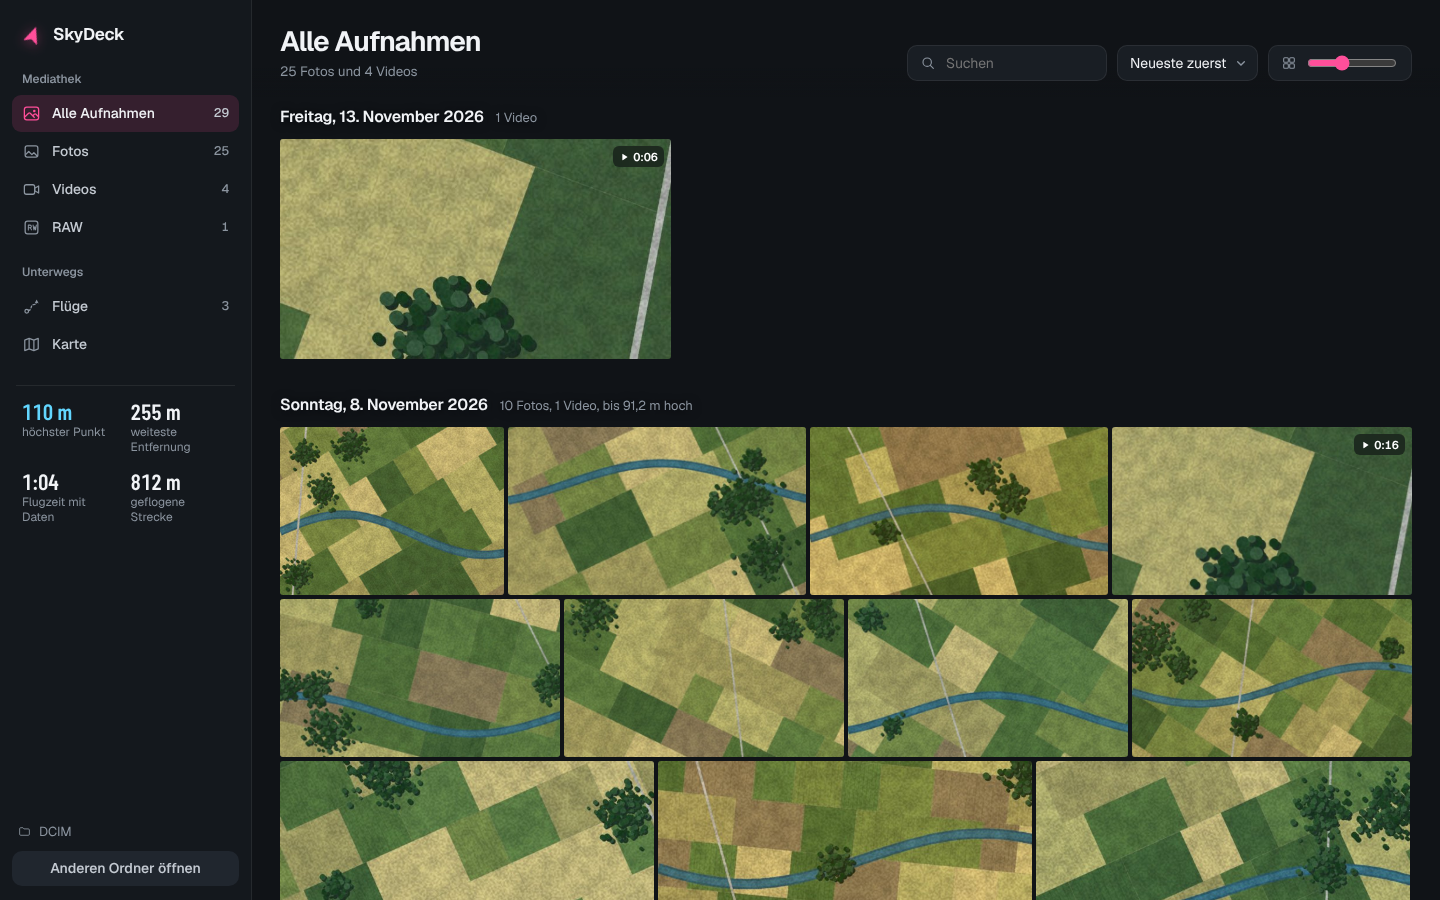 SkyDeck
Mediathek
Alle Aufnahmen 29
Fotos 25
Videos 4
RAW 1
Unterwegs
Flüge 3
Karte
110 m
höchster Punkt
255 m
weiteste
Entfernung
1:04
Flugzeit mit
Daten
812 m
geflogene
Strecke
DCIM
Anderen Ordner öffnen
Alle Aufnahmen
25 Fotos und 4 Videos
Suchen
Neueste zuerst
Freitag, 13. November 2026 1 Video
0:06
Sonntag, 8. November 2026 10 Fotos, 1 Video, bis 91,2 m hoch
0:16